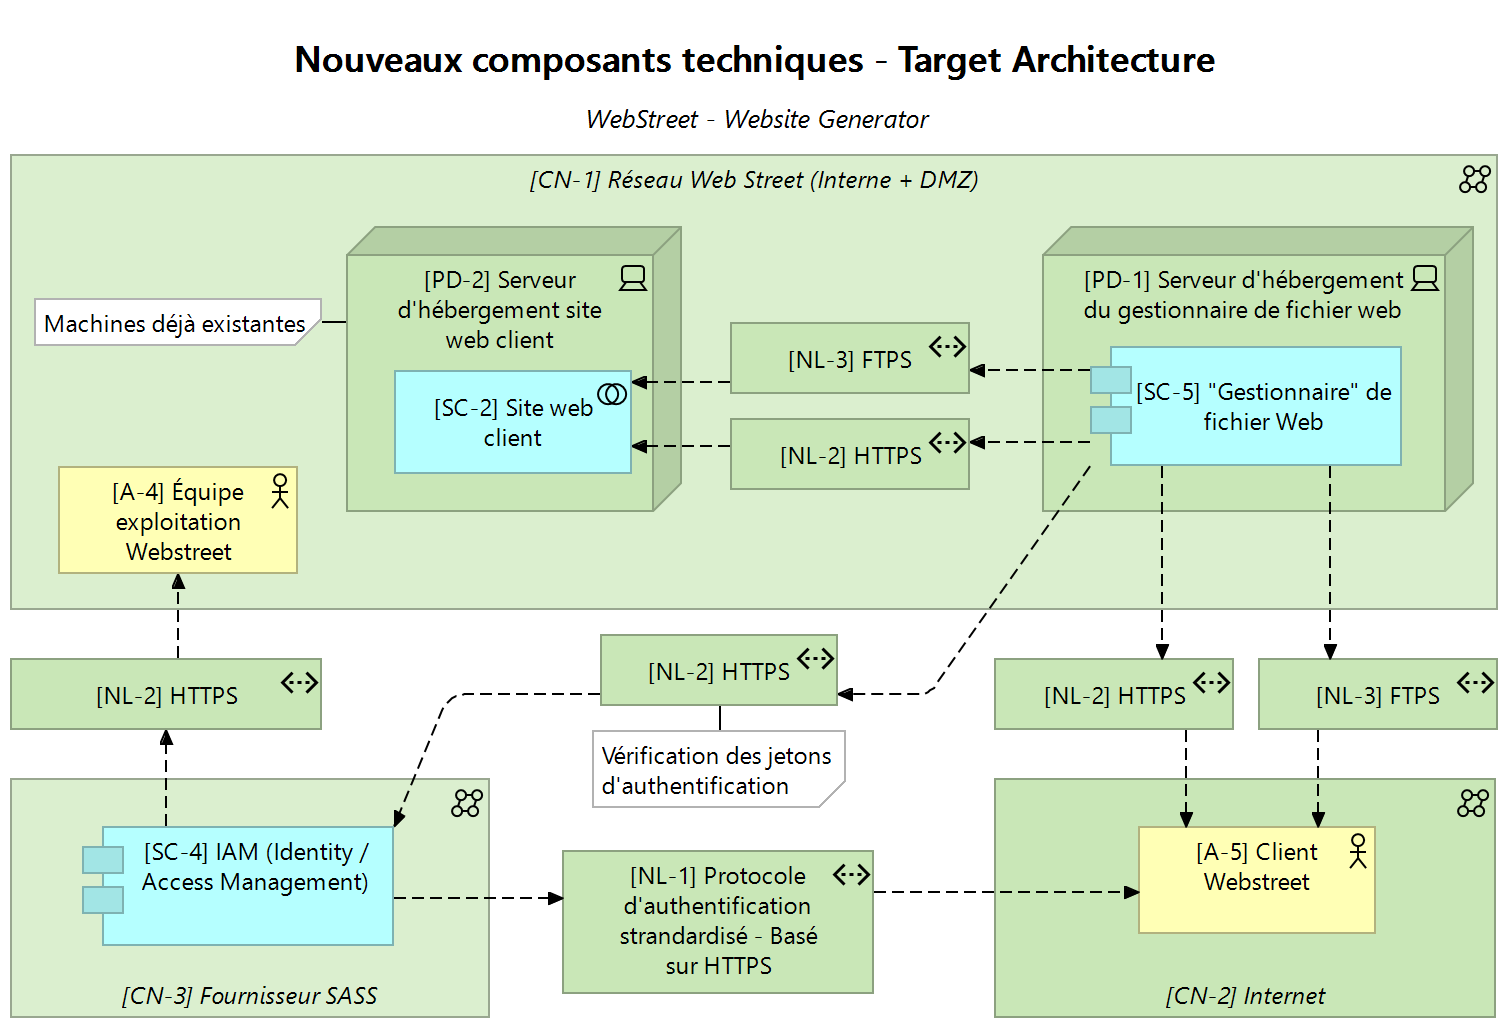 Nouveaux composants techniques - Target Architecture
WebStreet - Website Generator
[CN-1] Réseau Web Street (Interne + DMZ)
Machines déjà existantes
[PD-2] Serveur
d'hébergement site
web client
[SC-2] Site web
client
[NL-3] FTPS
[NL-2] HTTPS
[PD-1] Serveur d'hébergement
du gestionnaire de fichier web
[SC-5] "Gestionnaire" de
fichier Web
[A-4] Équipe
exploitation
Webstreet
[NL-2] HTTPS
[NL-2] HTTPS
Vérification des jetons
d'authentification
[NL-2] HTTPS
[NL-3] FTPS
[SC-4] IAM (Identity /
Access Management)
[CN-3] Fournisseur SASS
[NL-1] Protocole
d'authentification
strandardisé - Basé
sur HTTPS
[A-5] Client
Webstreet
[CN-2] Internet